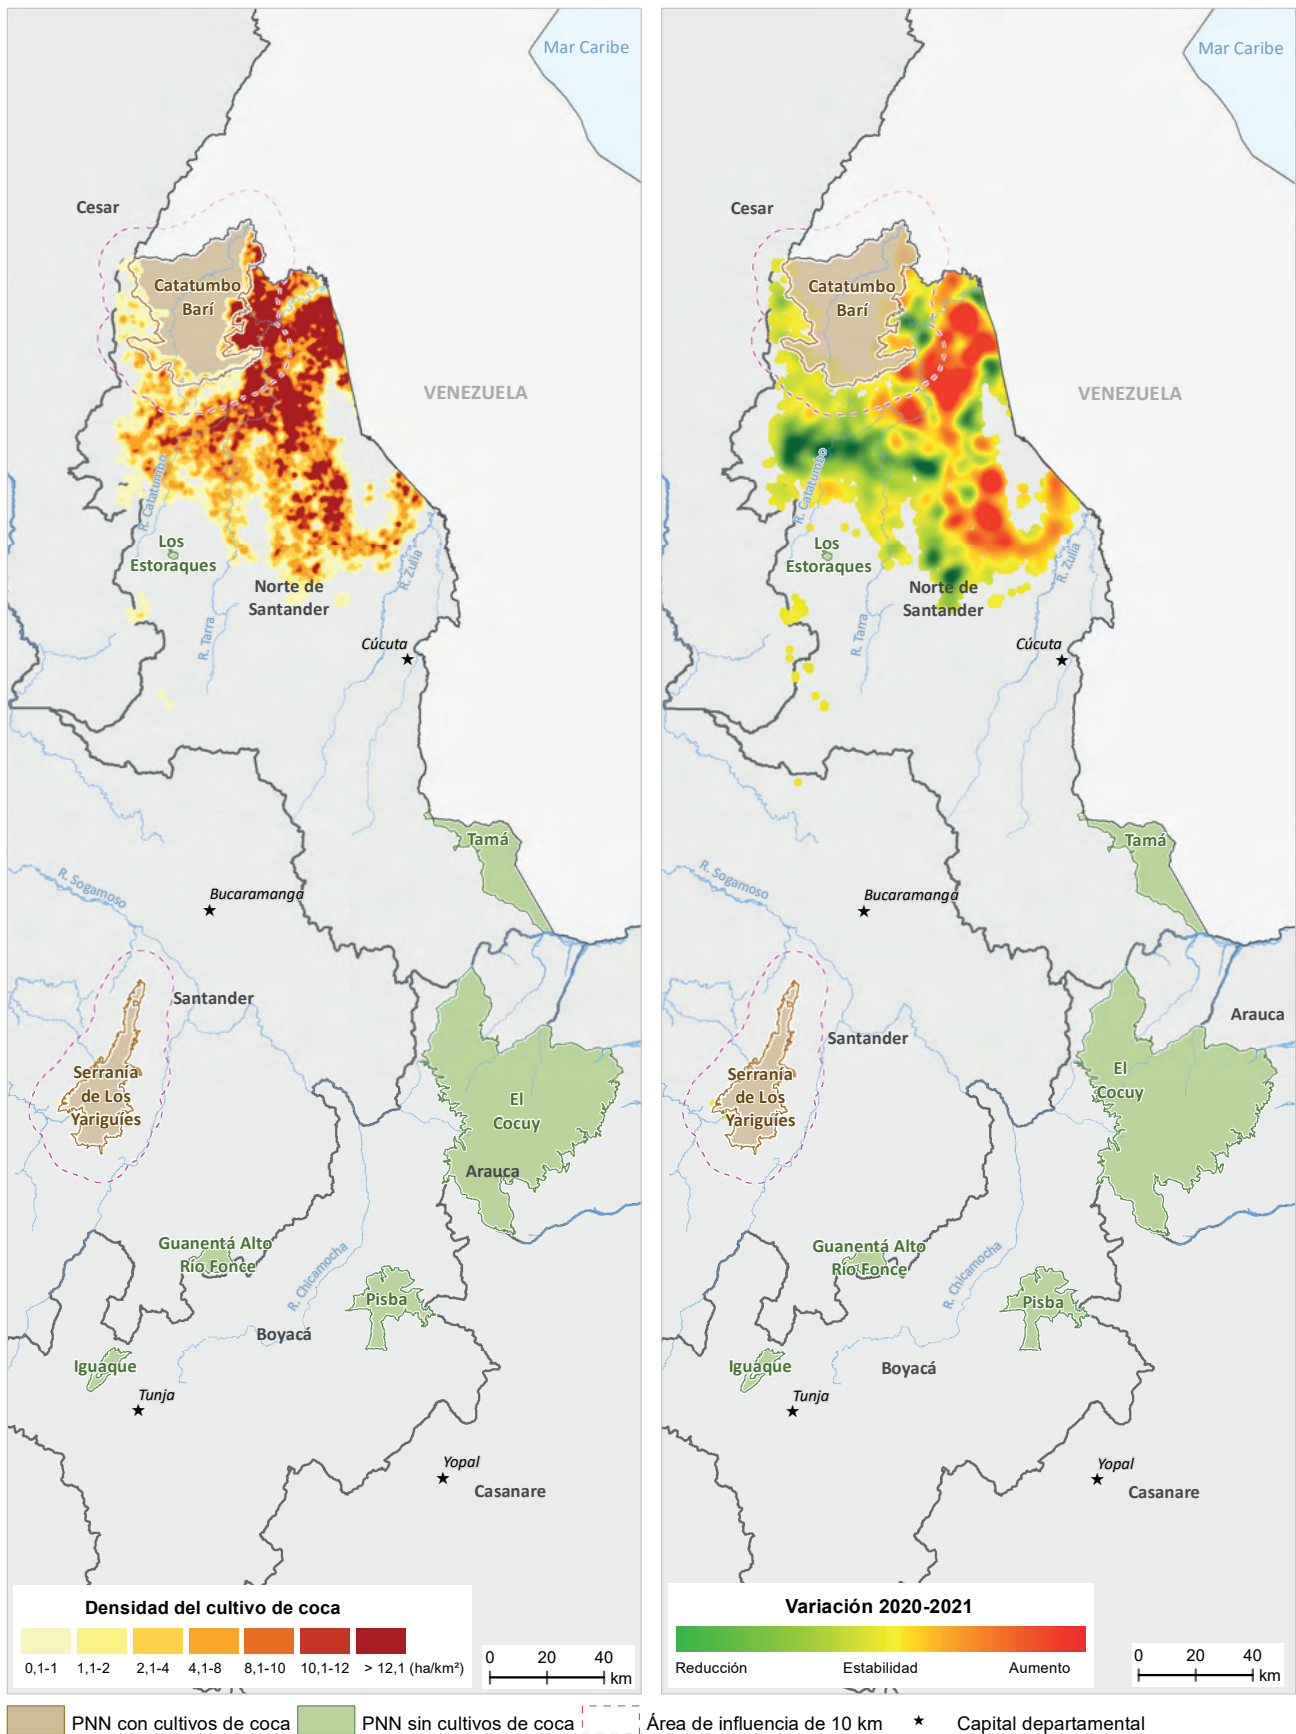 Mar Caribe
Cesar
Catatumbo
Barí
VENEZUELA
R. Catatumbo
Los
Estoraques
R. Zulia
Norte de
Santander
R. Tarra
Cúcuta
Tamá
R. Sogamoso
Bucaramanga
Santander
Serranía
de Los
Yariguíes
El
Cocuy
Arauca
Guanentá Alto
Río Fonce
R. Chicamocha
Pisba
Boyacá
Iguaque
Tunja
Yopal
Casanare
Densidad del cultivo de coca
0,1-1 1,1-2 2,1-4 4,1-8 8,1-10 10,1-12 > 12,1 (ha/km²)
0 20 40
km
Mar Caribe
Cesar
Catatumbo
Barí
VENEZUELA
R. Catatumbo
Los
Estoraques
R. Zulia
Norte de
Santander
R. Tarra
Cúcuta
Tamá
R. Sogamoso
Bucaramanga
Arauca
Santander
Serranía
de Los
Yariguíes
El
Cocuy
Guanentá Alto
Río Fonce
R. Chicamocha
Pisba
Boyacá
Iguaque
Tunja
Yopal
Casanare
Variación 2020-2021
Reducción Estabilidad Aumento
0 20 40
km
PNN con cultivos de coca PNN sin cultivos de coca Área de influencia de 10 km Capital departamental